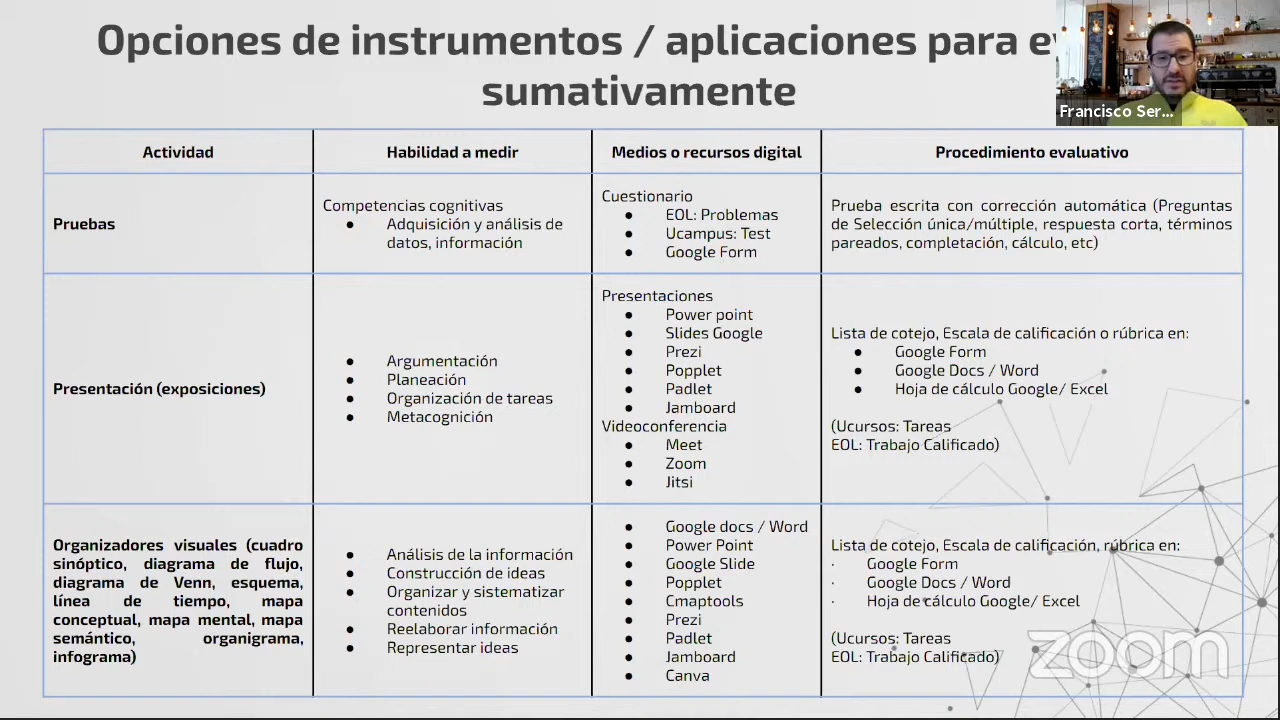 Opciones de instrumentos / aplicaciones para
sumativamente
Francisco Ser...
Actividad
Habilidad a medir
Medios o recursos digital
Procedimiento evaluativo
Pruebas
Competencias cognitivas
● Adquisición y análisis de
datos, información
Cuestionario
● EOL: Problemas
● Ucampus: Test
● Google Form
Prueba escrita con corrección automática (Preguntas
de Selección única/múltiple, respuesta corta, términos
pareados, completación, cálculo, etc)
Presentación (exposiciones)
● Argumentación
● Planeación
● Organización de tareas
● Metacognición
Presentaciones
● Power point
● Slides Google
● Prezi
● Popplet
● Padlet
● Jamboard
Videoconferencia
● Meet
● Zoom
● Jitsi
Lista de cotejo, Escala de calificación o rúbrica en:
● Google Form
● Google Docs / Word
● Hoja de cálculo Google/ Excel
(Ucursos: Tareas
EOL: Trabajo Calificado)
Organizadores visuales (cuadro
sinóptico, diagrama de flujo,
diagrama de Venn, esquema,
línea de tiempo, mapa
conceptual, mapa mental, mapa
semántico, organigrama,
infograma)
● Análisis de la información
● Construcción de ideas
● Organizar y sistematizar
contenidos
● Reelaborar información
● Representar ideas
● Google docs / Word
● Power Point
● Google Slide
● Popplet
● Cmaptools
● Prezi
● Padlet
● Jamboard
● Canva
Lista de cotejo, Escala de calificación, rúbrica en:
· Google Form
· Google Docs / Word
· Hoja de cálculo Google/ Excel
(Ucursos: Tareas
EOL: Trabajo Calificado)
zoom